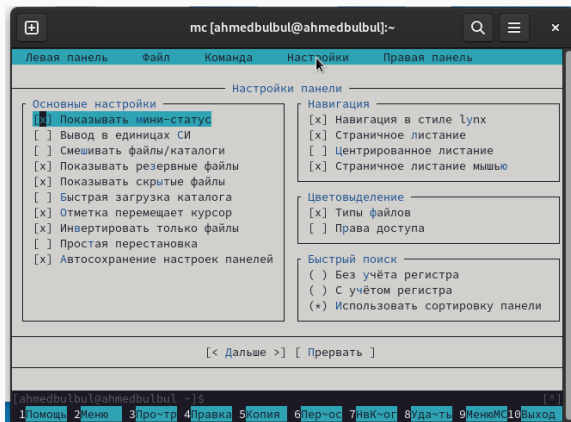 mc [ahmedbulbul@ahmedbulbul]:~
Левая панель Файл Команда Настройки Правая панель
Настройки панели
Основные настройки
[x] Показывать мини-статус
[ ] Вывод в единицах СИ
[ ] Смешивать файлы/каталоги
[x] Показывать резервные файлы
[x] Показывать скрытые файлы
[ ] Быстрая загрузка каталога
[x] Отметка перемещает курсор
[x] Инвертировать только файлы
[ ] Простая перестановка
[x] Автосохранение настроек панелей
Навигация
[x] Навигация в стиле lynx
[x] Страничное листание
[ ] Центрированное листание
[x] Страничное листание мышью
Цветовыделение
[x] Типы файлов
[ ] Права доступа
Быстрый поиск
( ) Без учёта регистра
( ) С учётом регистра
(*) Использовать сортировку панели
[< Дальше >] [ Прервать ]
[ahmedbulbul@ahmedbulbul ~]$ [^]
1Помощь 2Меню 3Про~тр 4Правка 5Копия 6Пер~ос 7НвК~ог 8Уда~ть 9МенюMC 10Выход